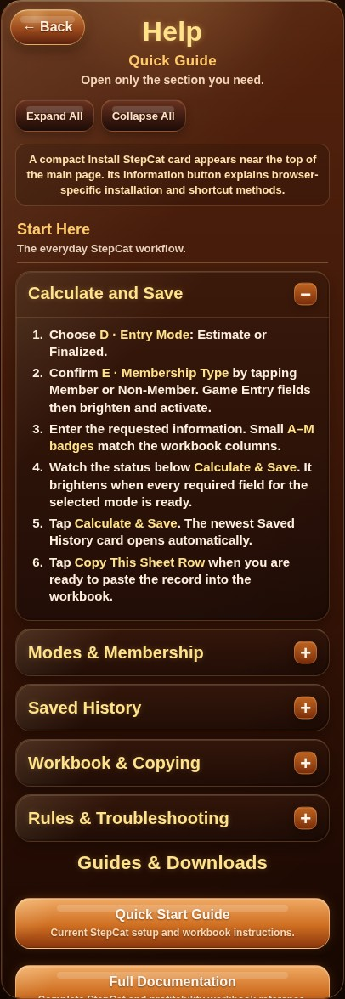 ← Back
Help
Quick Guide
Open only the section you need.
Expand All
Collapse All
A compact Install StepCat card appears near the top of
the main page. Its information button explains browser-
specific installation and shortcut methods.
Start Here
The everyday StepCat workflow.
Calculate and Save −
1. Choose D · Entry Mode: Estimate or
Finalized.
2. Confirm E · Membership Type by tapping
Member or Non-Member. Game Entry fields
then brighten and activate.
3. Enter the requested information. Small A–M
badges match the workbook columns.
4. Watch the status below Calculate & Save. It
brightens when every required field for the
selected mode is ready.
5. Tap Calculate & Save. The newest Saved
History card opens automatically.
6. Tap Copy This Sheet Row when you are
ready to paste the record into the
workbook.
Modes & Membership +
Saved History +
Workbook & Copying +
Rules & Troubleshooting +
Guides & Downloads
Quick Start Guide
Current StepCat setup and workbook instructions.
Full Documentation
Complete StepCat and profitability workbook reference.